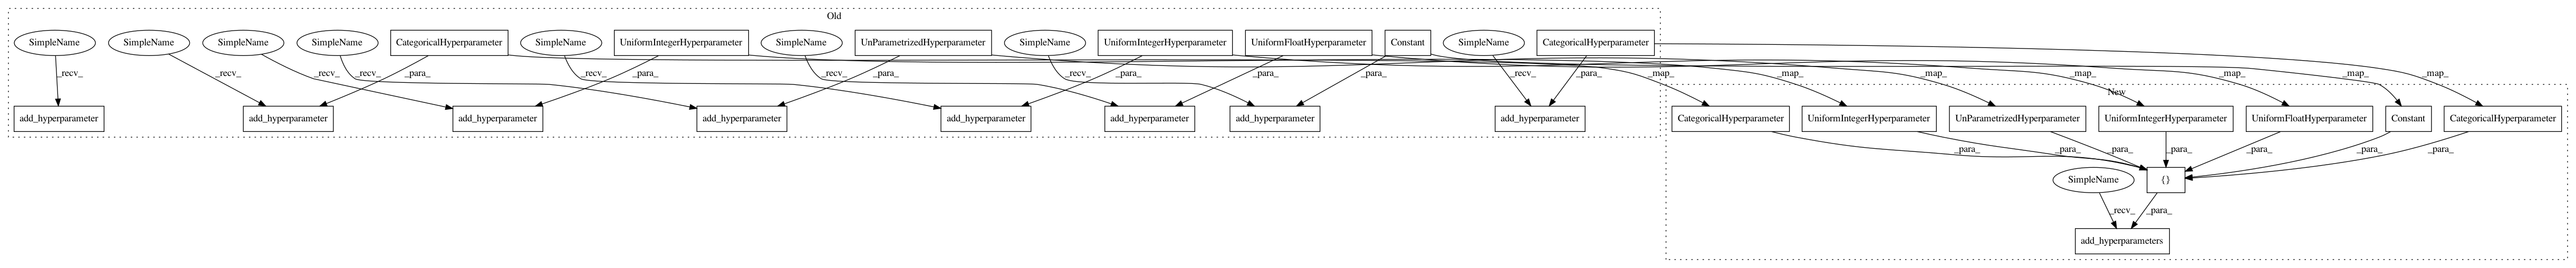 Old
SimpleName SimpleName SimpleName SimpleName CategoricalHyperparameter SimpleName UniformIntegerHyperparameter SimpleName UnParametrizedHyperparameter SimpleName UniformIntegerHyperparameter UniformFloatHyperparameter Constant SimpleName CategoricalHyperparameter
_recv_ _recv_ _recv_ _recv_ _para_ _recv_ _para_ _recv_ _para_ _recv_ _para_ _para_ _para_ _recv_ _para_ _map_ _map_ _map_ _map_ _map_ _map_ _map_
New
add_hyperparameter add_hyperparameter add_hyperparameter add_hyperparameter add_hyperparameter add_hyperparameter add_hyperparameter add_hyperparameter CategoricalHyperparameter UniformIntegerHyperparameter UnParametrizedHyperparameter UniformIntegerHyperparameter UniformFloatHyperparameter Constant CategoricalHyperparameter
_para_ _para_ _para_ _para_ _para_ _para_ _para_
SimpleName {}
_recv_ _para_
add_hyperparameters